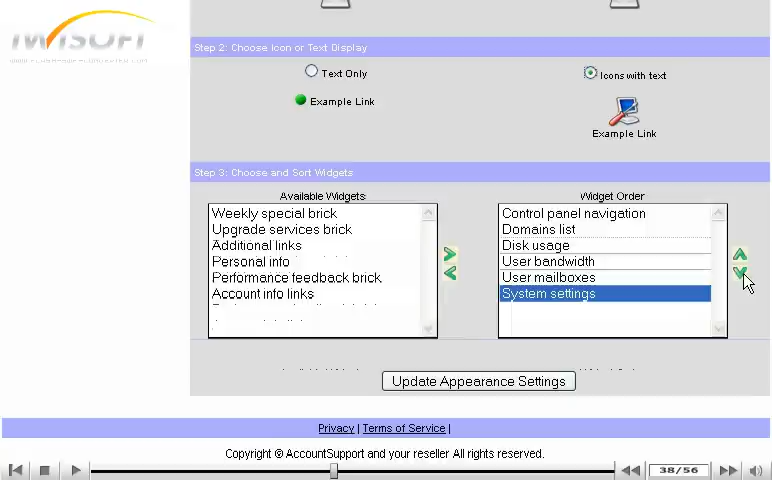 IWISOFT
Step 2: Choose Icon or Text Display
Text Only
Icons with text
Example Link
Example Link
Step 3: Choose and Sort Widgets
Available Widgets
Widget Order
Weekly special brick
Upgrade services brick
Additional links
Personal info
Performance feedback brick
Account info links
Control panel navigation
Domains list
Disk usage
User bandwidth
User mailboxes
System settings
Update Appearance Settings
Privacy | Terms of Service |
Copyright © AccountSupport and your reseller All rights reserved.
38/56